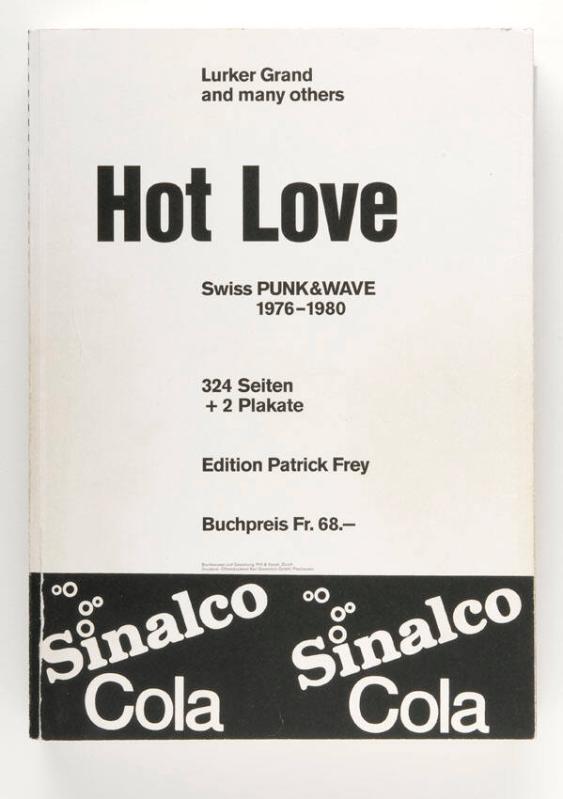 Lurker Grand
and many others
Hot Love
Swiss PUNK&WAVE
1976–1980
324 Seiten
+ 2 Plakate
Edition Patrick Frey
Buchpreis Fr. 68.—
Sinalco
Cola
Sinalco
Cola